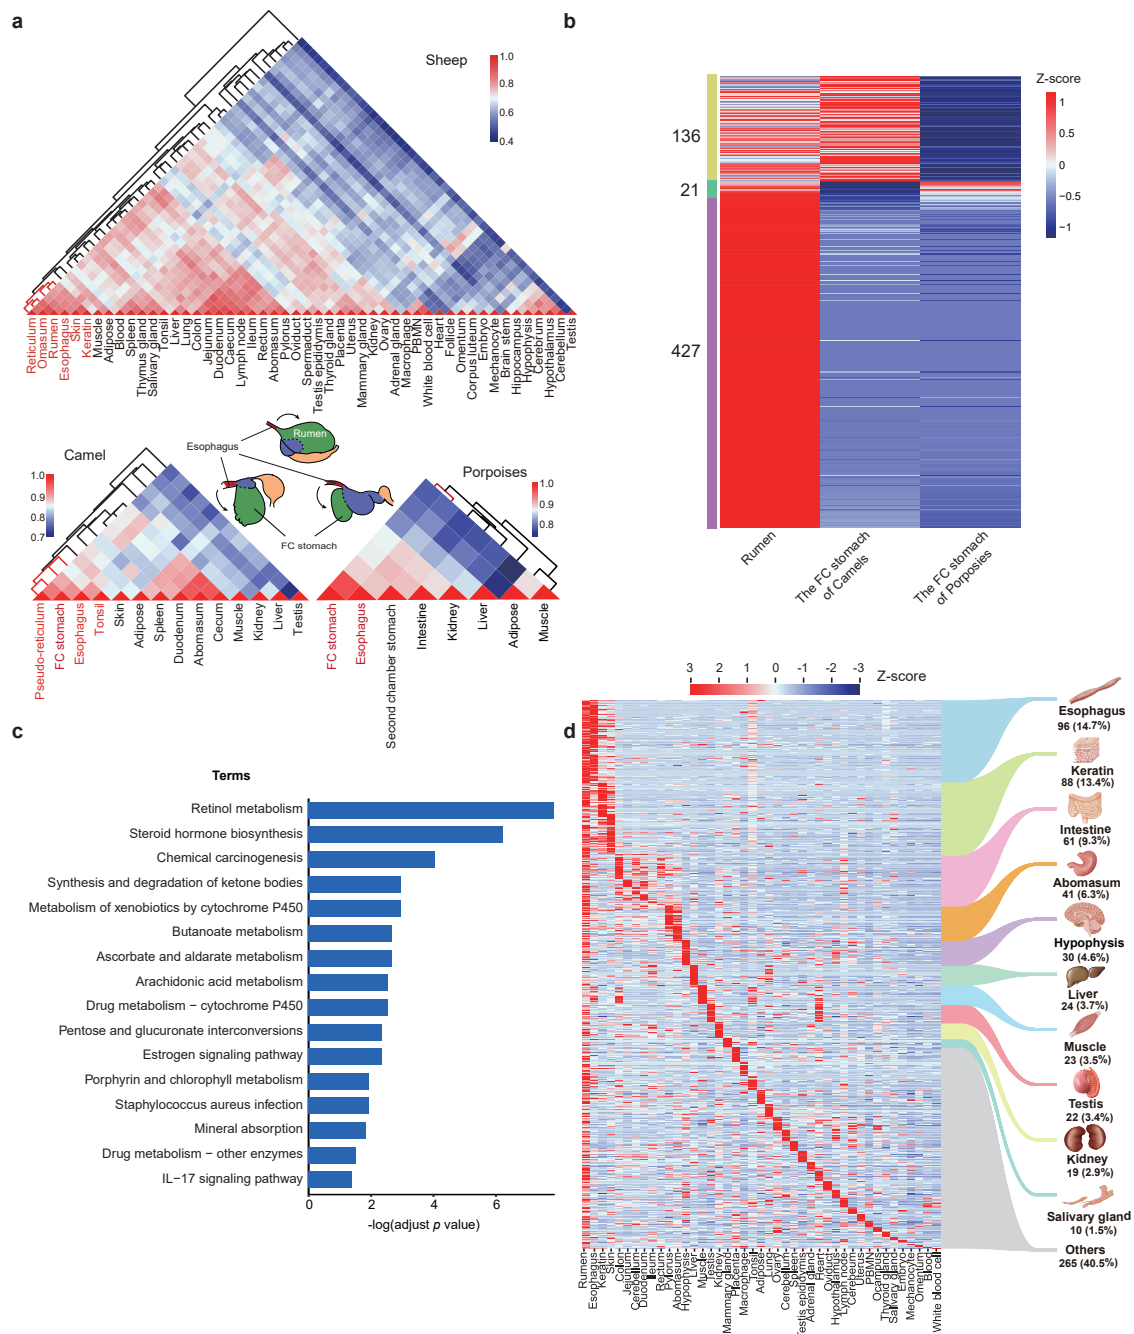 a
Sheep
1.0
0.8
0.6
0.4
Reticulum
Omasum
Rumen
Esophagus
Skin
Keratin
Muscle
Adipose
Blood
Spleen
Thymus gland
Salivary gland
Tonsil
Liver
Lung
Colon
Jejunum
Duodenum
Caecum
Lymph node
Ileum
Rectum
Abomasum
Pylorus
Oviduct
Spermaduct
Testis epididymis
Thyroid gland
Placenta
Uterus
Mammary gland
Kidney
Ovary
Adrenal gland
Macrophage
PBMN
White blood cell
Heart
Follicle
Omentum
Corpus luteum
Embryo
Mechanocyte
Brain stem
Hippocampus
Hypophysis
Cerebrum
Hypothalamus
Cerebellum
Testis
Camel
1.0
0.9
0.8
0.7
Rumen
Esophagus
FC stomach
Porpoises
1.0
0.9
0.8
Pseudo-reticulum
FC stomach
Esophagus
Tonsil
Skin
Adipose
Spleen
Duodenum
Abomasum
Cecum
Muscle
Kidney
Liver
Testis
FC stomach
Esophagus
Second chamber stomach
Intestine
Kidney
Liver
Adipose
Muscle
b
Z-score
1
0.5
0
−0.5
−1
136
21
427
Rumen
The FC stomach
of Camels
The FC stomach
of Porposies
c
Terms
Retinol metabolism
Steroid hormone biosynthesis
Chemical carcinogenesis
Synthesis and degradation of ketone bodies
Metabolism of xenobiotics by cytochrome P450
Butanoate metabolism
Ascorbate and aldarate metabolism
Arachidonic acid metabolism
Drug metabolism − cytochrome P450
Pentose and glucuronate interconversions
Estrogen signaling pathway
Porphyrin and chlorophyll metabolism
Staphylococcus aureus infection
Mineral absorption
Drug metabolism − other enzymes
IL−17 signaling pathway
0 2 4 6
-log(adjust p value)
d
3 2 1 0 -1 -2 -3
Z-score
Esophagus
96 (14.7%)
Keratin
88 (13.4%)
Intestine
61 (9.3%)
Abomasum
41 (6.3%)
Hypophysis
30 (4.6%)
Liver
24 (3.7%)
Muscle
23 (3.5%)
Testis
22 (3.4%)
Kidney
19 (2.9%)
Salivary gland
10 (1.5%)
Others
265 (40.5%)
Rumen
Esophagus
Keratin
Skin
Colon
Jejunum
Cerebellum
Duodenum
Ileum
Rectum
Pylorus
Abomasum
Hypophysis
Liver
Muscle
Testis
Kidney
Mammary gland
Placenta
Macrophage
Tonsil
Adipose
Lung
Ovary
Cerebellum
Spleen
Testis epididymis
Adrenal gland
Heart
Oviduct
Hypothalamus
Lymph node
Cerebrum
Uterus
PBMN
Ocampus
Thyroid gland
Salivary gland
Embryo
Mechanocyte
Omentum
Blood
White blood cell